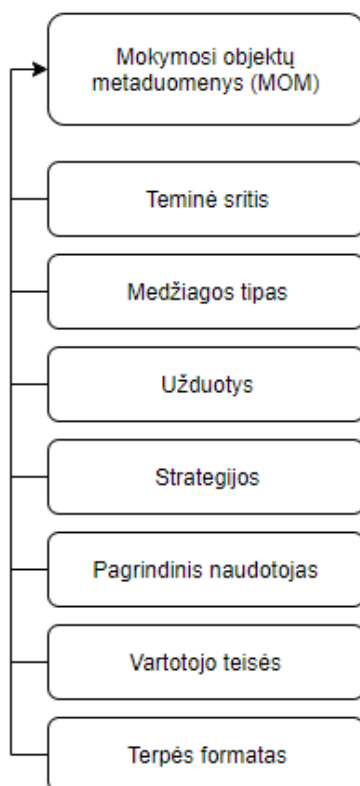 Mokymosi objektų
metaduomenys (MOM)
Teminė sritis
Medžiagos tipas
Užduotys
Strategijos
Pagrindinis naudotojas
Vartotojo teisės
Terpės formatas